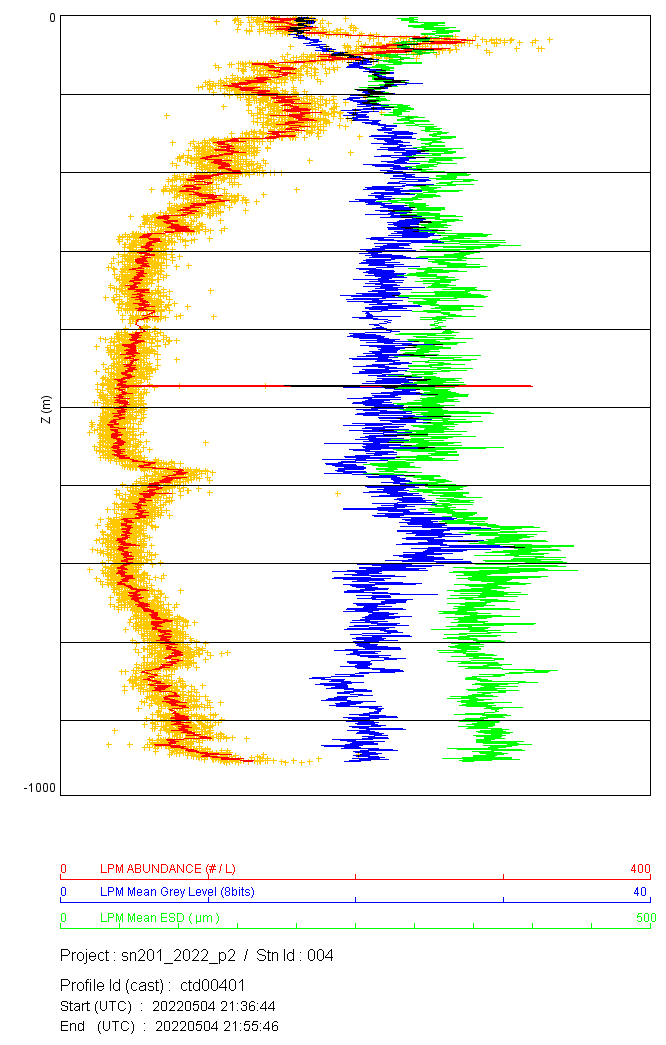 0
Z (m)
-1000
0 LPM ABUNDANCE (# / L) 400
0 LPM Mean Grey Level (8bits) 40
0 LPM Mean ESD ( µm ) 500
Project : sn201_2022_p2 / Stn Id : 004
Profile Id (cast) : ctd00401
Start (UTC) : 20220504 21:36:44
End (UTC) : 20220504 21:55:46